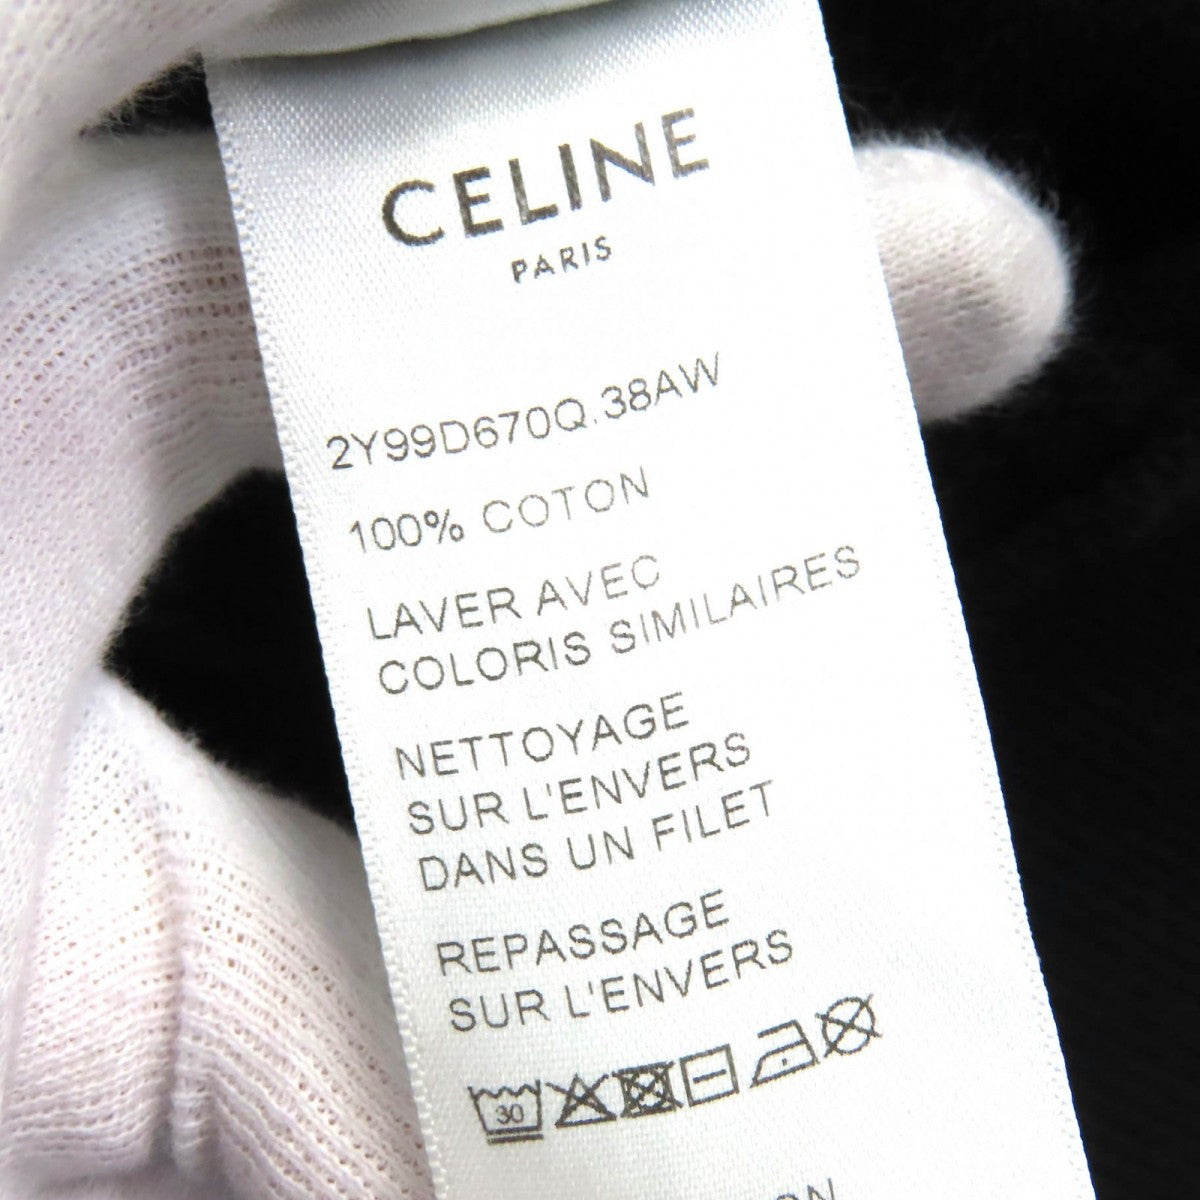 CELINE
PARIS
2Y99D670Q.38AW
100% COTON
LAVER AVEC
COLORIS SIMILAIRES
NETTOYAGE
SUR L'ENVERS
DANS UN FILET
REPASSAGE
SUR L'ENVERS
30